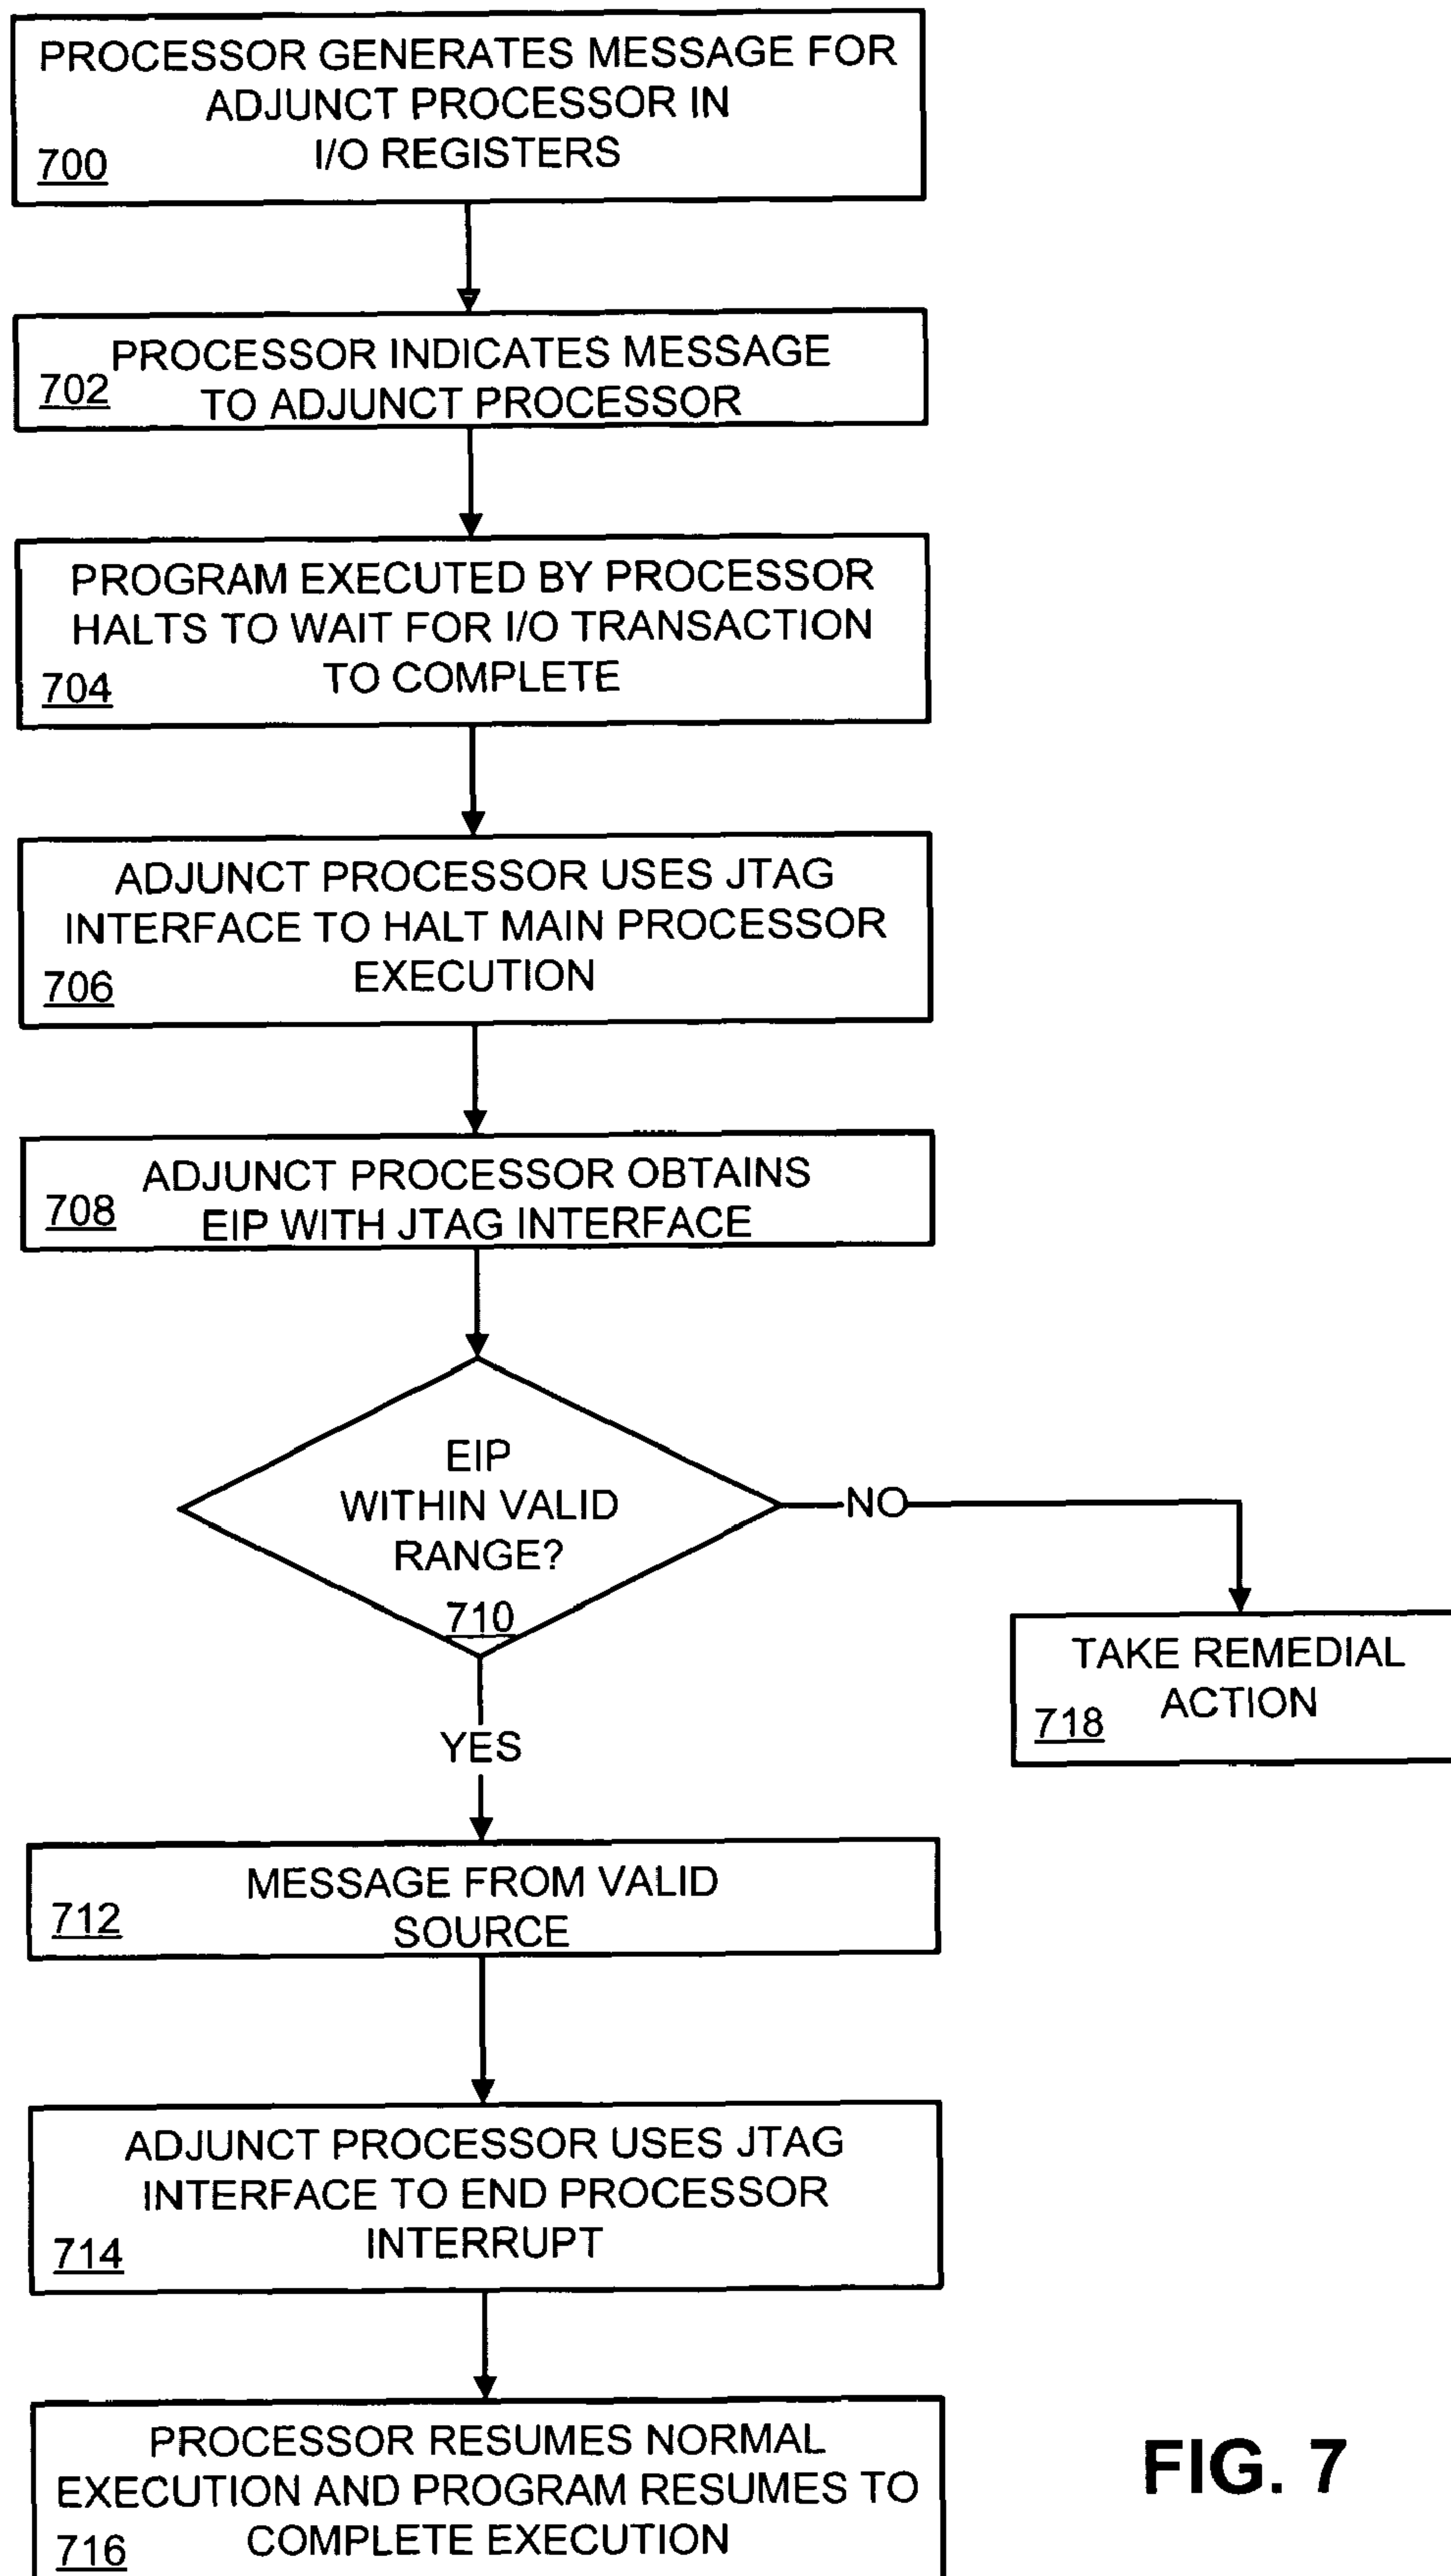 PROCESSOR GENERATES MESSAGE FOR
ADJUNCT PROCESSOR IN
I/O REGISTERS
700
PROCESSOR INDICATES MESSAGE
TO ADJUNCT PROCESSOR
702
PROGRAM EXECUTED BY PROCESSOR
HALTS TO WAIT FOR I/O TRANSACTION
TO COMPLETE
704
ADJUNCT PROCESSOR USES JTAG
INTERFACE TO HALT MAIN PROCESSOR
EXECUTION
706
ADJUNCT PROCESSOR OBTAINS
EIP WITH JTAG INTERFACE
708
EIP
WITHIN VALID
RANGE?
710
NO
TAKE REMEDIAL
ACTION
718
YES
MESSAGE FROM VALID
SOURCE
712
ADJUNCT PROCESSOR USES JTAG
INTERFACE TO END PROCESSOR
INTERRUPT
714
PROCESSOR RESUMES NORMAL
EXECUTION AND PROGRAM RESUMES TO
COMPLETE EXECUTION
716
FIG. 7